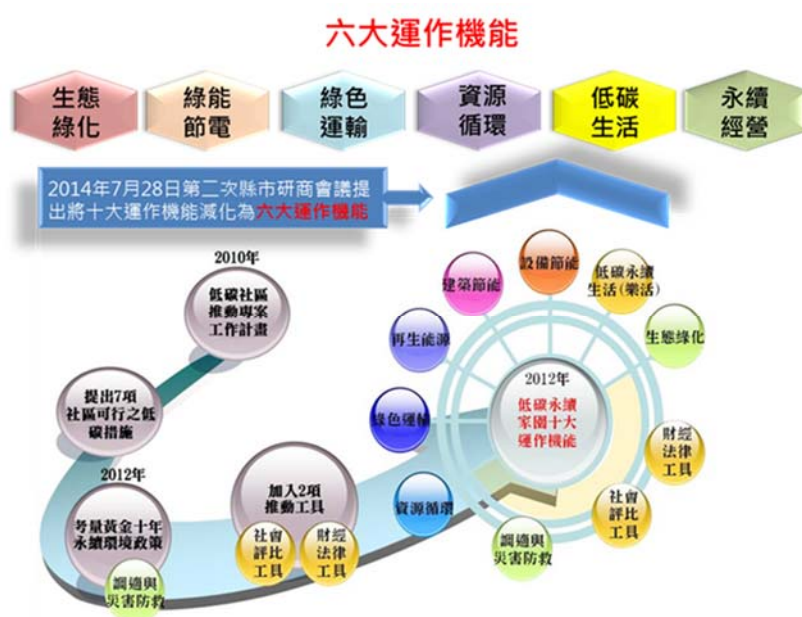 六大運作機能
生態
綠化
綠能
節電
綠色
運輸
資源
循環
低碳
生活
永續
經營
2014年7月28日第二次縣市研商會議提
出將十大運作機能減化為六大運作機能
2010年
低碳社區
推動專案
工作計畫
提出7項
社區可行之低
碳措施
2012年
考量黃金十年
永續環境政策
調適與
災害防救
加入2項
推動工具
社會
評比
工具
財經
法律
工具
2012年
低碳永續
家園十大
運作機能
設備節能
低碳永續
生活(樂活)
生態綠化
財經
法律
工具
社會
評比
工具
調適與
災害防救
資源循環
綠色運輸
再生能源
建築節能